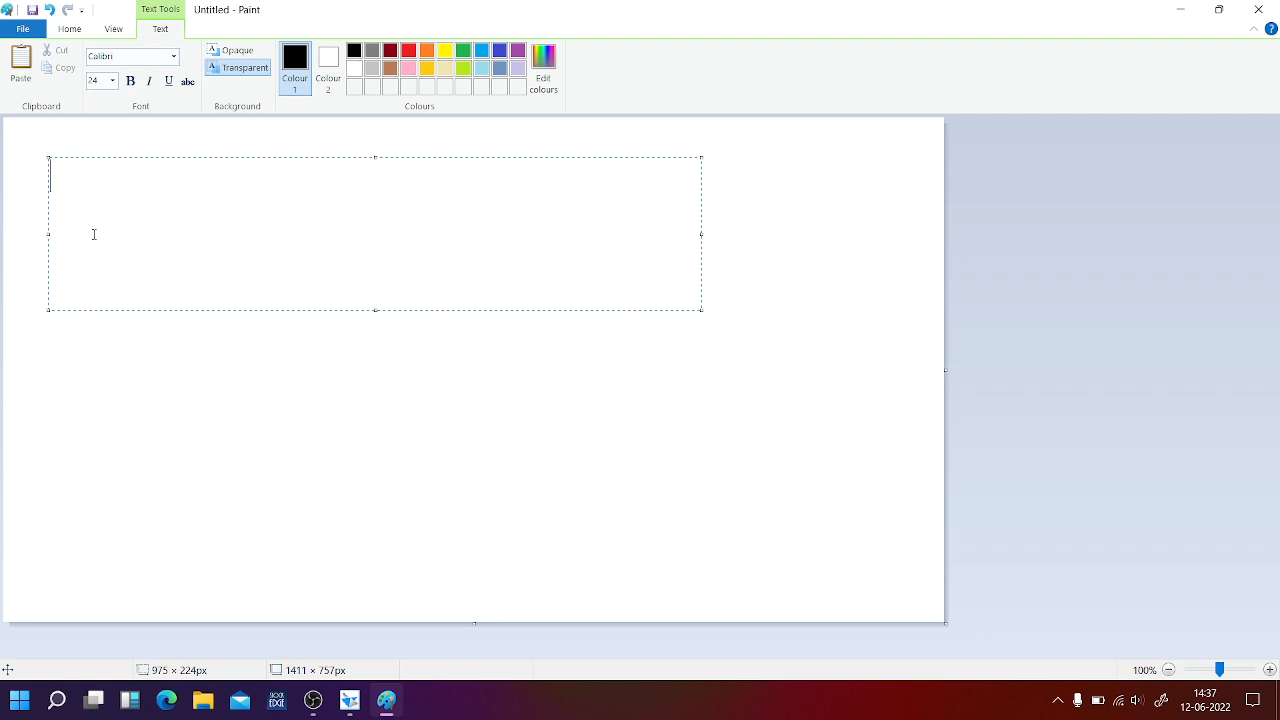 Text Tools Untitled - Paint
File Home View Text
Paste Cut Copy Calibri 24 B I U abc Opaque Transparent Colour 1 Colour 2 Edit colours
Clipboard Font Background Colours
975 × 224px 1411 × 757px 100%
14:37
12-06-2022